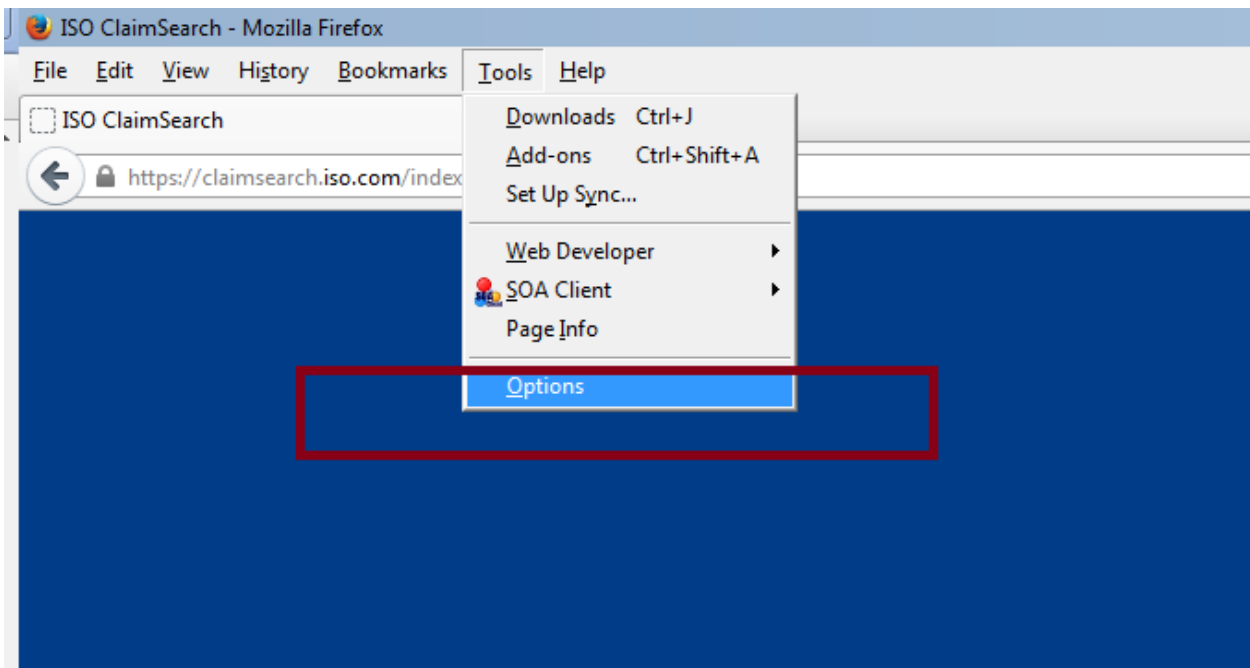 ISO ClaimSearch - Mozilla Firefox
File Edit View History Bookmarks Tools Help
ISO ClaimSearch
https://claimsearch.iso.com/index
Downloads Ctrl+J
Add-ons Ctrl+Shift+A
Set Up Sync...
Web Developer
SOA Client
Page Info
Options